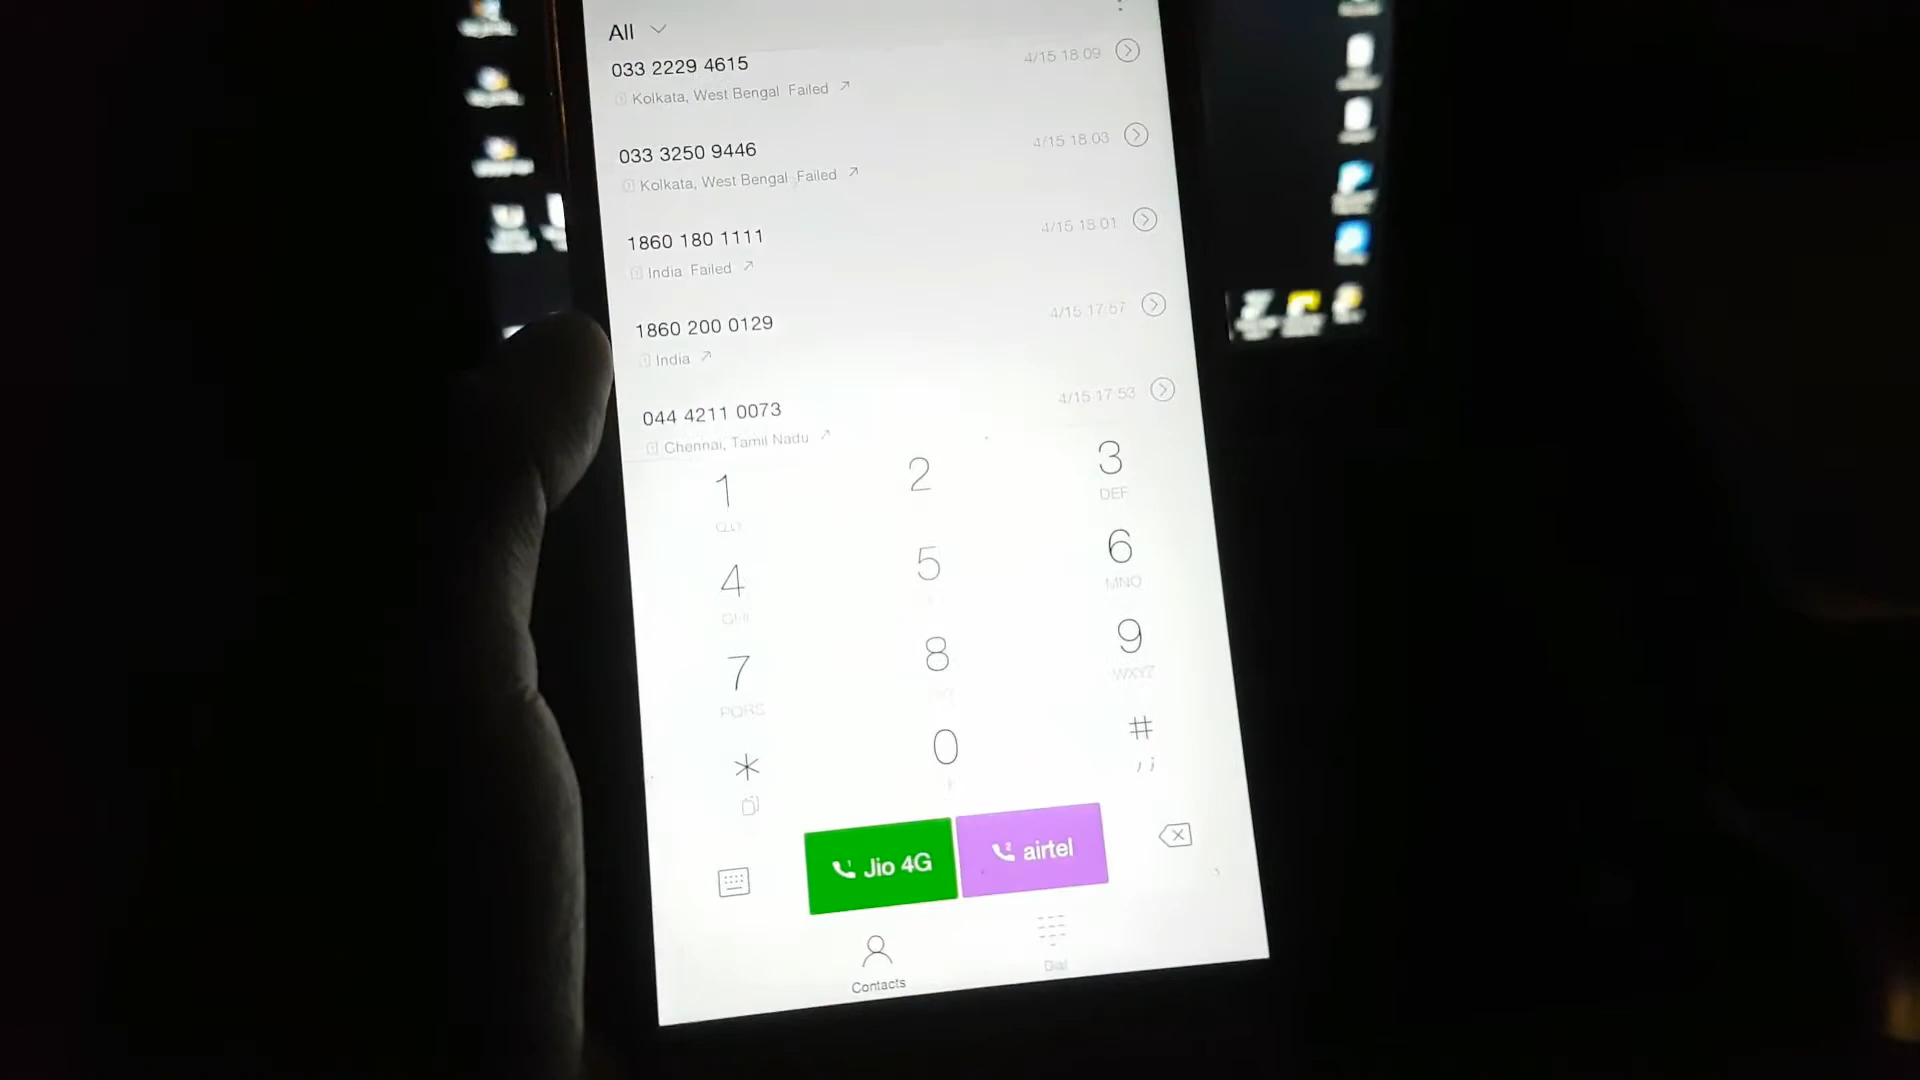 All
033 2229 4615
4/15 18 09
Kolkata, West Bengal Failed
033 3250 9446
4/15 18.03
Kolkata, West Bengal Failed
1860 180 1111
4/15 18 01
India Failed
1860 200 0129
4/15 17:57
India
044 4211 0073
4/15 17 53
Chennai, Tamil Nadu
1 2 3
DEF
4 5 6
GHI MNO
7 8 9
PQRS WXYZ
* 0 #
, ;
1 Jio 4G 2 airtel
Contacts Dial